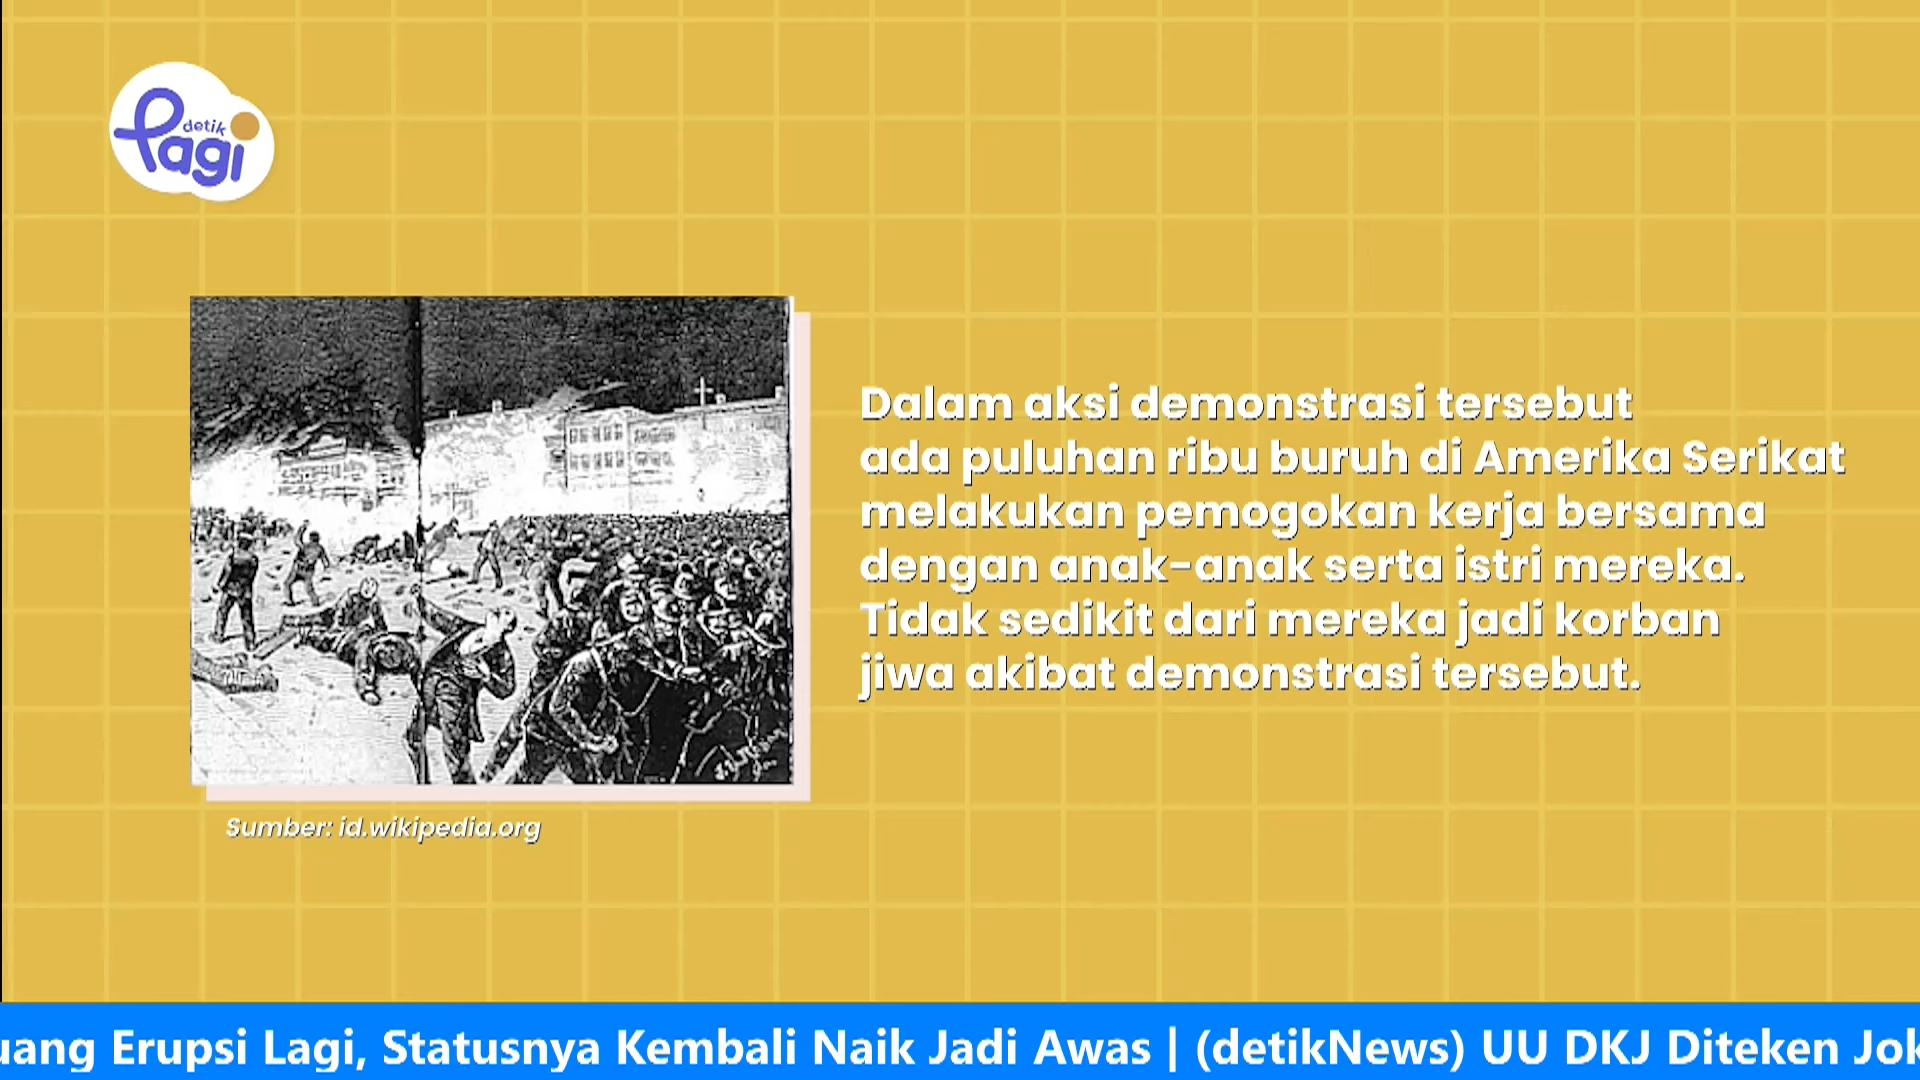 detik
Pagi
Dalam aksi demonstrasi tersebut
ada puluhan ribu buruh di Amerika Serikat
melakukan pemogokan kerja bersama
dengan anak-anak serta istri mereka.
Tidak sedikit dari mereka jadi korban
jiwa akibat demonstrasi tersebut.
Sumber: id.wikipedia.org
uang Erupsi Lagi, Statusnya Kembali Naik Jadi Awas | (detikNews) UU DKJ Diteken Jok